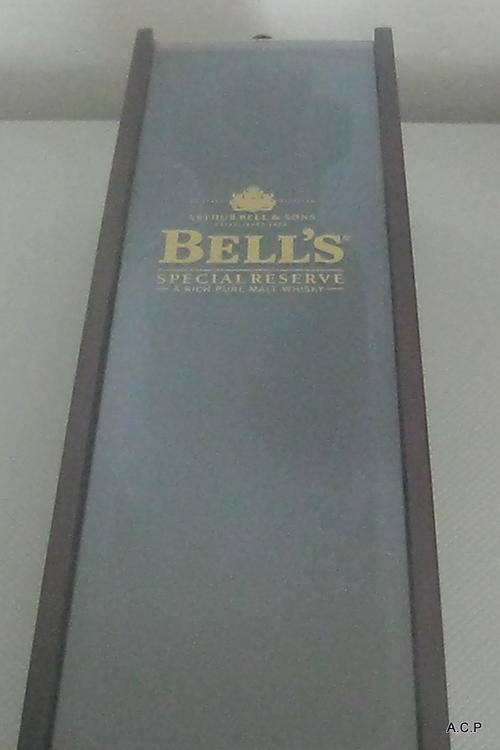 ARTHUR BELL & SONS
BELL'S
SPECIAL RESERVE
A RICH PURE MALT WHISKY
A.C.P